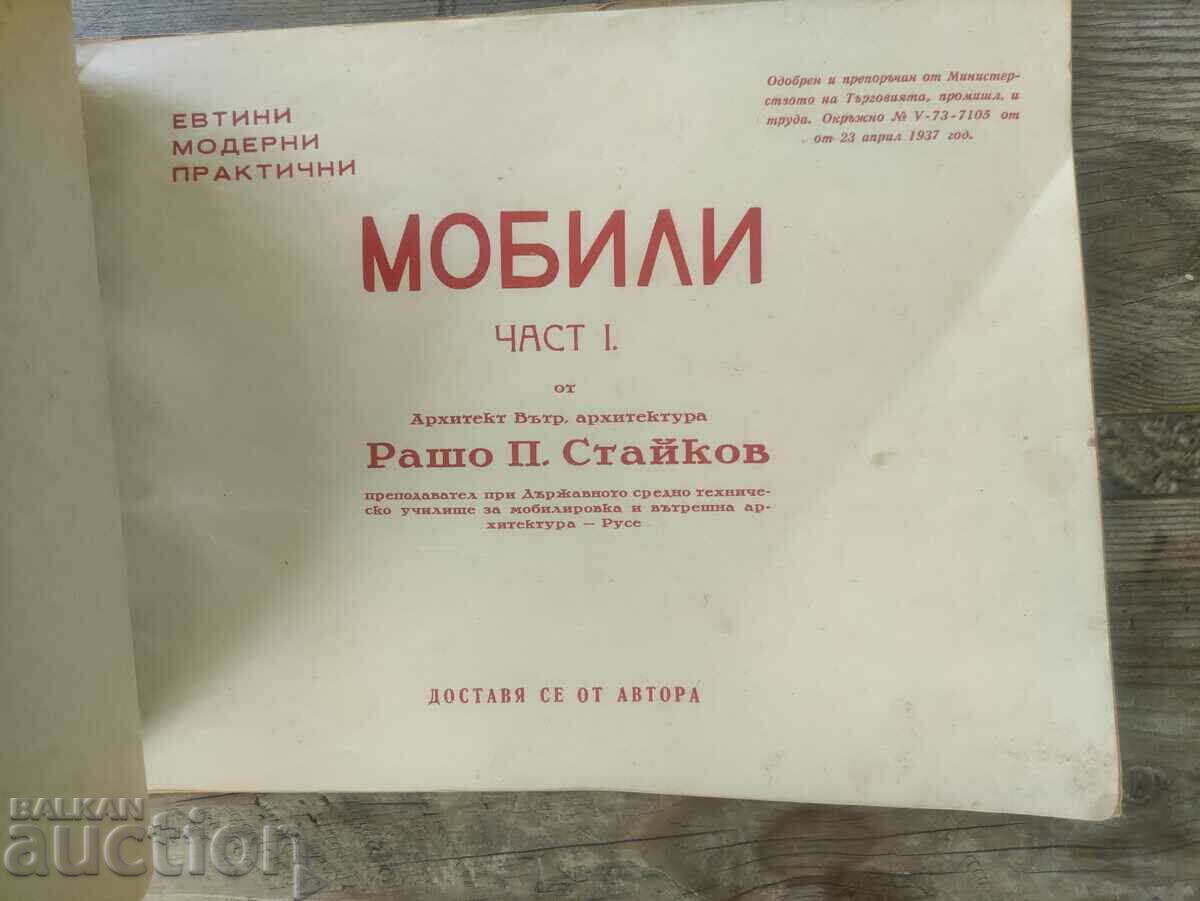 ЕВТИНИ
МОДЕРНИ
ПРАКТИЧНИ
Одобрен и препоръчан от Министер-
ството на Търговията, промишл. и
труда. Окръжно № V-73-7105 от
от 23 април 1937 год.
МОБИЛИ
ЧАСТ I.
от
Архитект Вътр. архитектура
Рашо П. Стайков
преподавател при Държавното средно техниче-
ско училище за мобилировка и вътрешна ар-
хитектура — Русе
ДОСТАВЯ СЕ ОТ АВТОРА
BALKAN
auction